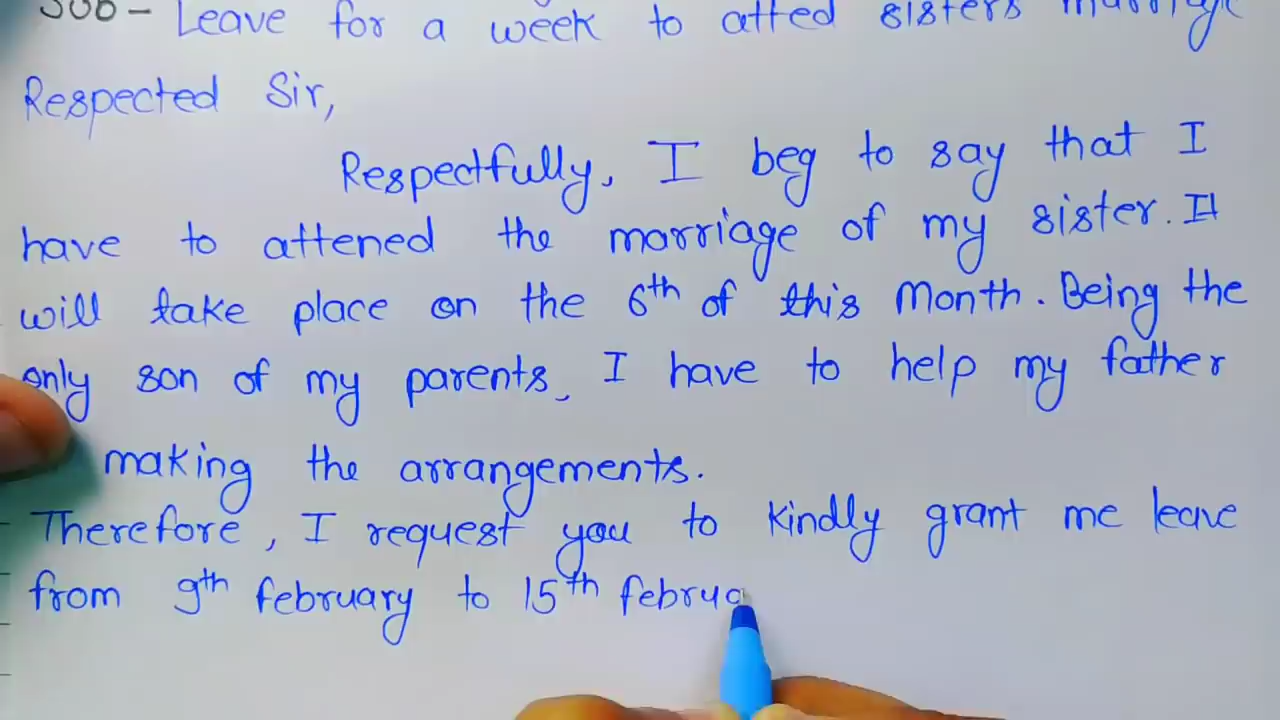 Sub - Leave for a week to atted sisters marriage
Respected Sir,
Respectfully, I beg to say that I
have to attened the marriage of my sister. It
will take place on the 6th of this Month. Being the
only son of my parents, I have to help my father
making the arrangements.
Therefore, I request you to kindly grant me leave
from 9th february to 15th februa